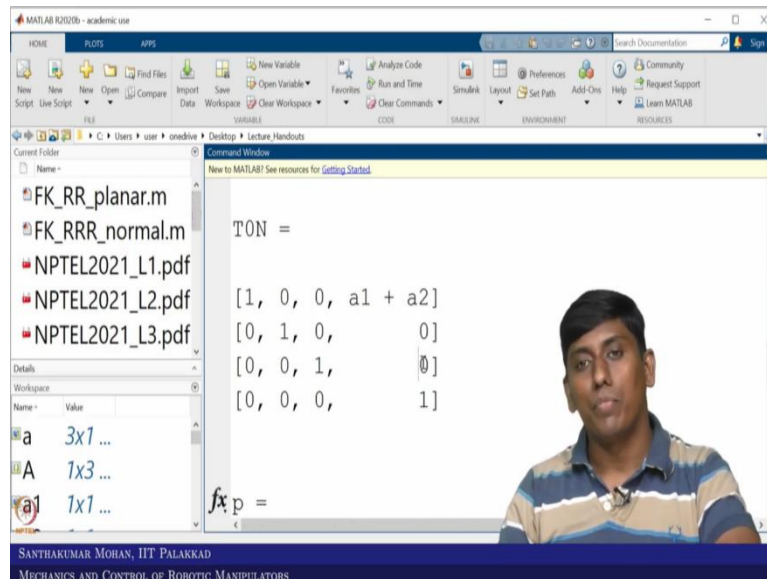 MATLAB R2020b - academic use
HOME PLOTS APPS
Search Documentation
Sign
New Script
New Live Script
New
Open
Find Files
Compare
Import Data
Save Workspace
New Variable
Open Variable
Clear Workspace
Favorites
Analyze Code
Run and Time
Clear Commands
Simulink
Layout
Preferences
Set Path
Add-Ons
Help
Community
Request Support
Learn MATLAB
FILE VARIABLE CODE SIMULINK ENVIRONMENT RESOURCES
C: Users user onedrive Desktop Lecture_Handouts
Current Folder
Name
FK_RR_planar.m
FK_RRR_normal.m
NPTEL2021_L1.pdf
NPTEL2021_L2.pdf
NPTEL2021_L3.pdf
Details
Workspace
Name Value
a 3x1 ...
A 1x3 ...
a1 1x1 ...
Command Window
New to MATLAB? See resources for Getting Started.
T0N =
[1, 0, 0, a1 + a2]
[0, 1, 0, 0]
[0, 0, 1, 0]
[0, 0, 0, 1]
fx p =
NPTEL
SANTHAKUMAR MOHAN, IIT PALAKKAD
MECHANICS AND CONTROL OF ROBOTIC MANIPULATORS